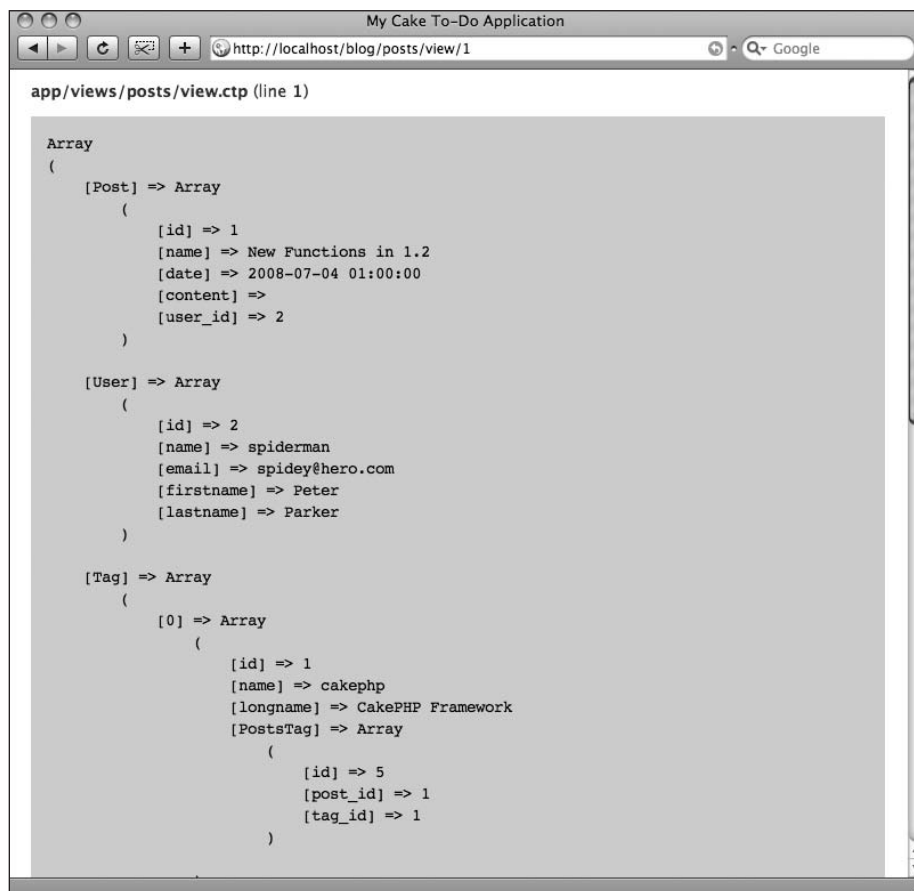 My Cake To-Do Application
http://localhost/blog/posts/view/1
Google
app/views/posts/view.ctp (line 1)
Array
(
[Post] => Array
(
[id] => 1
[name] => New Functions in 1.2
[date] => 2008-07-04 01:00:00
[content] =>
[user_id] => 2
)
[User] => Array
(
[id] => 2
[name] => spiderman
[email] => spidey@hero.com
[firstname] => Peter
[lastname] => Parker
)
[Tag] => Array
(
[0] => Array
(
[id] => 1
[name] => cakephp
[longname] => CakePHP Framework
[PostsTag] => Array
(
[id] => 5
[post_id] => 1
[tag_id] => 1
)